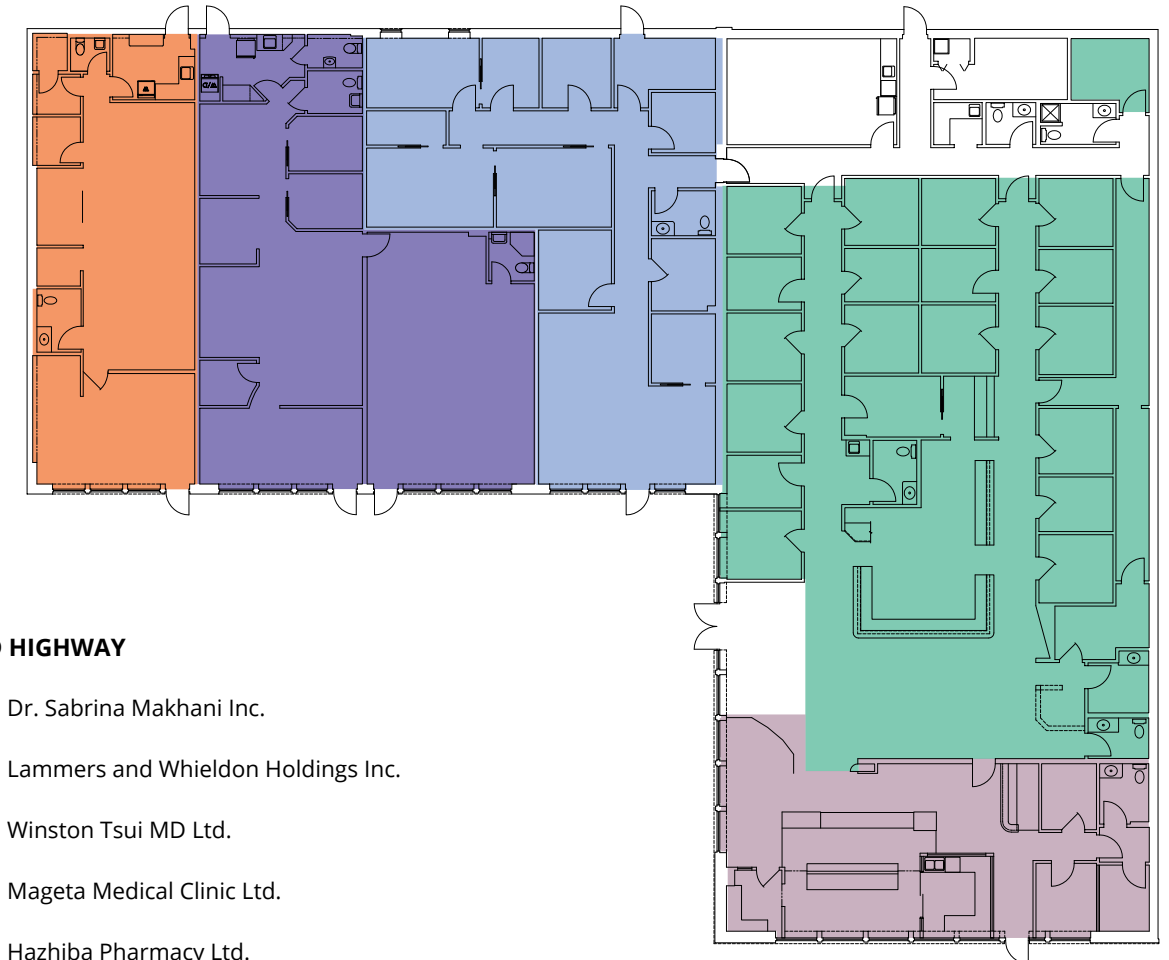 HIGHWAY
Dr. Sabrina Makhani Inc.
Lammers and Whieldon Holdings Inc.
Winston Tsui MD Ltd.
Mageta Medical Clinic Ltd.
Hazhiba Pharmacy Ltd.